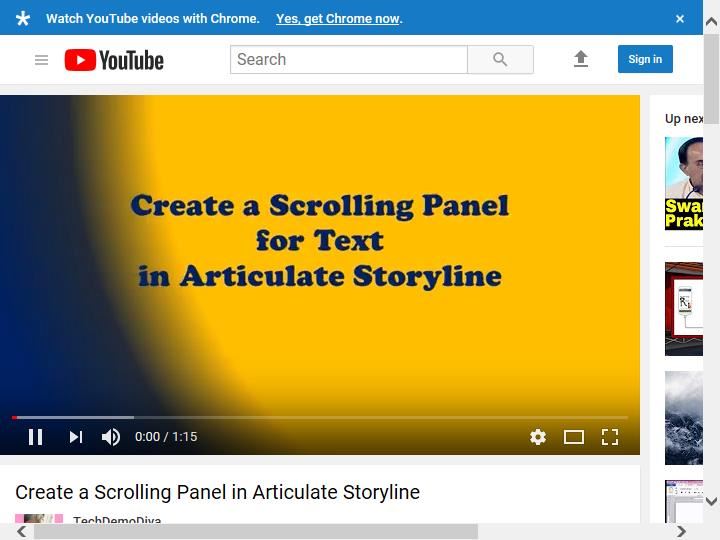 Watch YouTube videos with Chrome. Yes, get Chrome now.
YouTube
Search
Sign in
Create a Scrolling Panel
for Text
in Articulate Storyline
0:00 / 1:15
Create a Scrolling Panel in Articulate Storyline
TechDemoDiva
Up nex
Swa
Prak